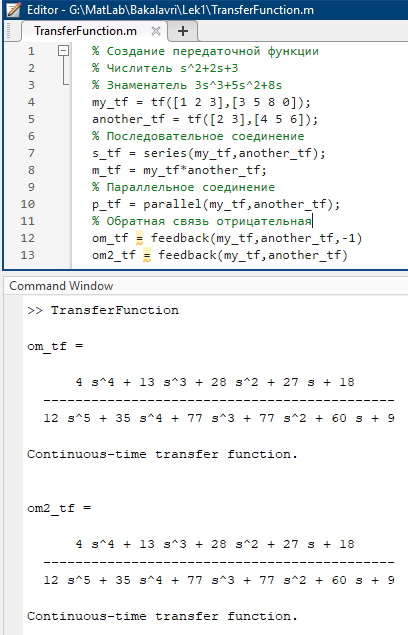 Editor - G:\MatLab\Bakalavri\Lek1\TransferFunction.m
TransferFunction.m × +
1 % Создание передаточной функции
2 % Числитель s^2+2s+3
3 % Знаменатель 3s^3+5s^2+8s
4 my_tf = tf([1 2 3],[3 5 8 0]);
5 another_tf = tf([2 3],[4 5 6]);
6 % Последовательное соединение
7 s_tf = series(my_tf,another_tf);
8 m_tf = my_tf*another_tf;
9 % Параллельное соединение
10 p_tf = parallel(my_tf,another_tf);
11 % Обратная связь отрицательная
12 om_tf = feedback(my_tf,another_tf,-1)
13 om2_tf = feedback(my_tf,another_tf)
Command Window
>> TransferFunction
om_tf =
4 s^4 + 13 s^3 + 28 s^2 + 27 s + 18
---------------------------------------------
12 s^5 + 35 s^4 + 77 s^3 + 77 s^2 + 60 s + 9
Continuous-time transfer function.
om2_tf =
4 s^4 + 13 s^3 + 28 s^2 + 27 s + 18
---------------------------------------------
12 s^5 + 35 s^4 + 77 s^3 + 77 s^2 + 60 s + 9
Continuous-time transfer function.